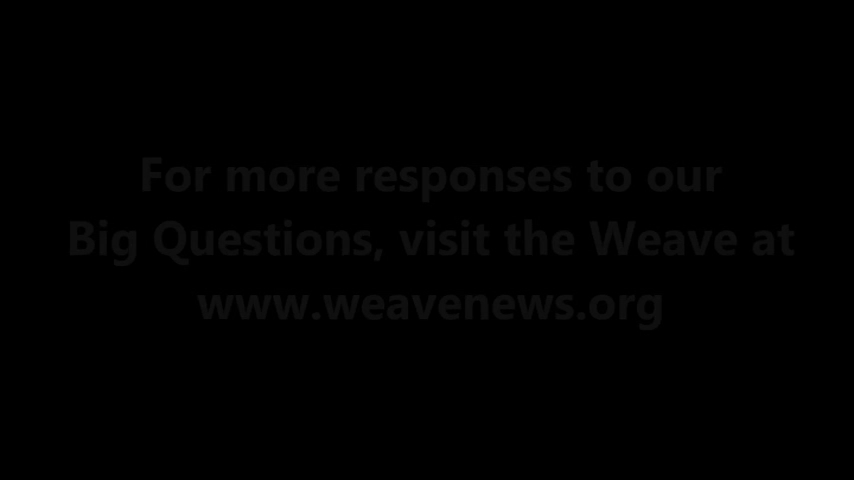 For more responses to our
Big Questions, visit the Weave at
www.weavenews.org